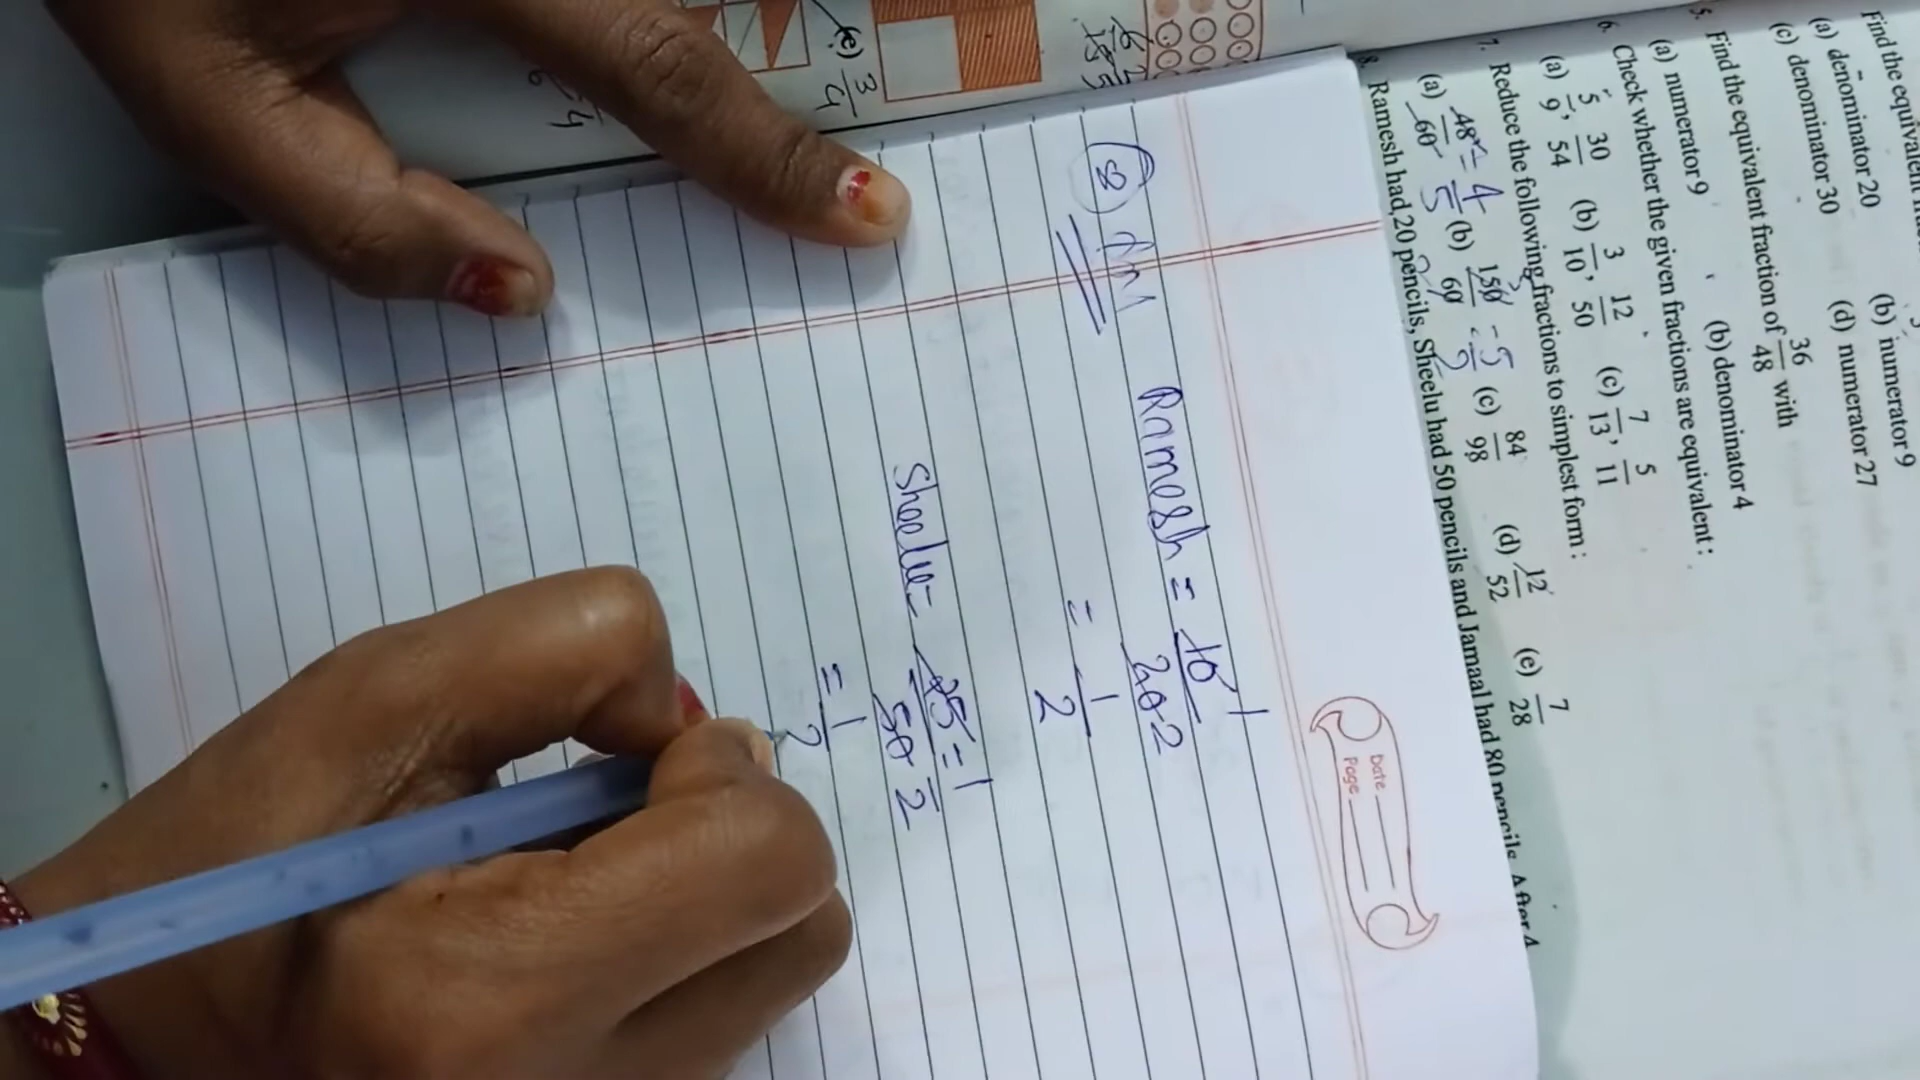 Find the equivalent
(a) denominator 20
(b) numerator 9
(c) denominator 30
(d) numerator 27
5. Find the equivalent fraction of 36/48 with
(a) numerator 9
(b) denominator 4
6. Check whether the given fractions are equivalent :
(a) 5/9, 30/54 (b) 3/10, 12/50 (c) 7/13, 5/11
7. Reduce the following fractions to simplest form :
(a) 48/60 = 4/5 (b) 150/60 = 5/2 (c) 84/98 (d) 12/52 (e) 7/28
8. Ramesh had 20 pencils, Sheelu had 50 pencils and Jamaal had 80 pencils. After 4
(e) 3/4
Date
Page
Ramesh = 10/20 1/2
= 1/2
Sheelu = 25/50 = 1/2
= 1/2